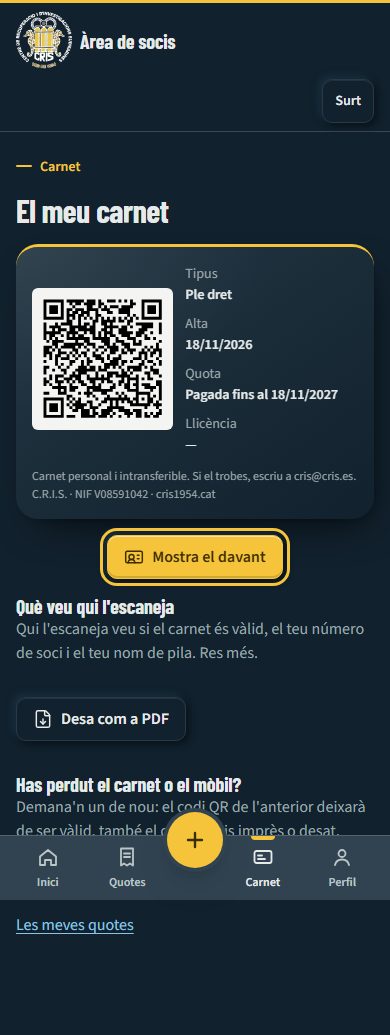 CRIS
Àrea de socis
Surt
Carnet
El meu carnet
Tipus
Ple dret
Alta
18/11/2026
Quota
Pagada fins al 18/11/2027
Llicència
—
Carnet personal i intransferible. Si el trobes, escriu a cris@cris.es.
C.R.I.S. · NIF V08591042 · cris1954.cat
Mostra el davant
Què veu qui l'escaneja
Qui l'escaneja veu si el carnet és vàlid, el teu número
de soci i el teu nom de pila. Res més.
Desa com a PDF
Has perdut el carnet o el mòbil?
Demana'n un de nou: el codi QR de l'anterior deixarà
de ser vàlid, també el imprès o desat.
Inici
Quotes
Carnet
Perfil
Les meves quotes